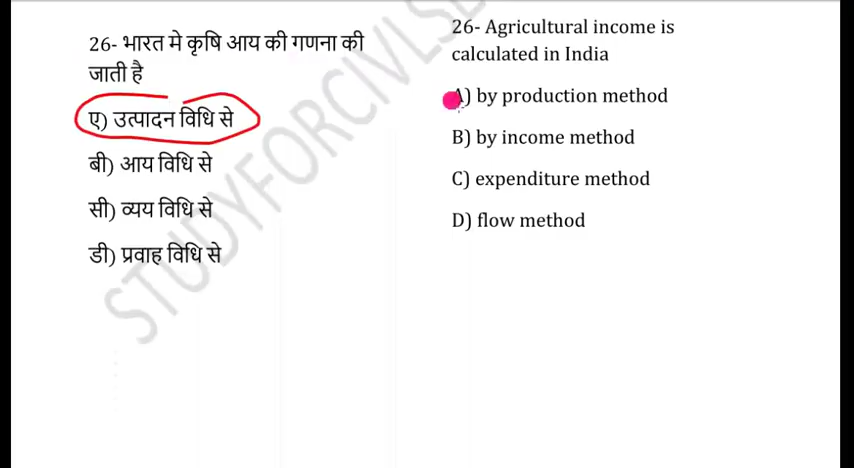 26- भारत मे कृषि आय की गणना की
जाती है
ए) उत्पादन विधि से
बी) आय विधि से
सी) व्यय विधि से
डी) प्रवाह विधि से
26- Agricultural income is
calculated in India
A) by production method
B) by income method
C) expenditure method
D) flow method
STUDYFORCIVLSE